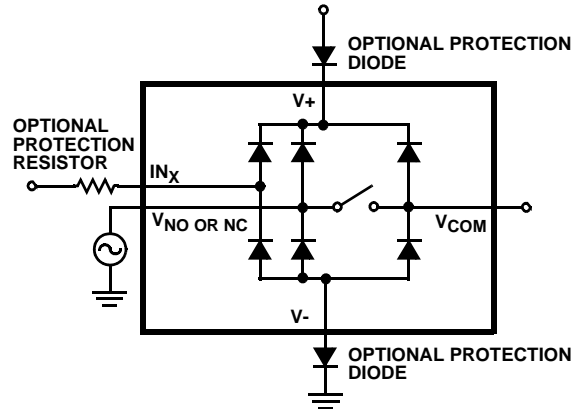 OPTIONAL PROTECTION
DIODE
V+
OPTIONAL
PROTECTION
RESISTOR
INX
VNO OR NC
VCOM
V-
OPTIONAL PROTECTION
DIODE